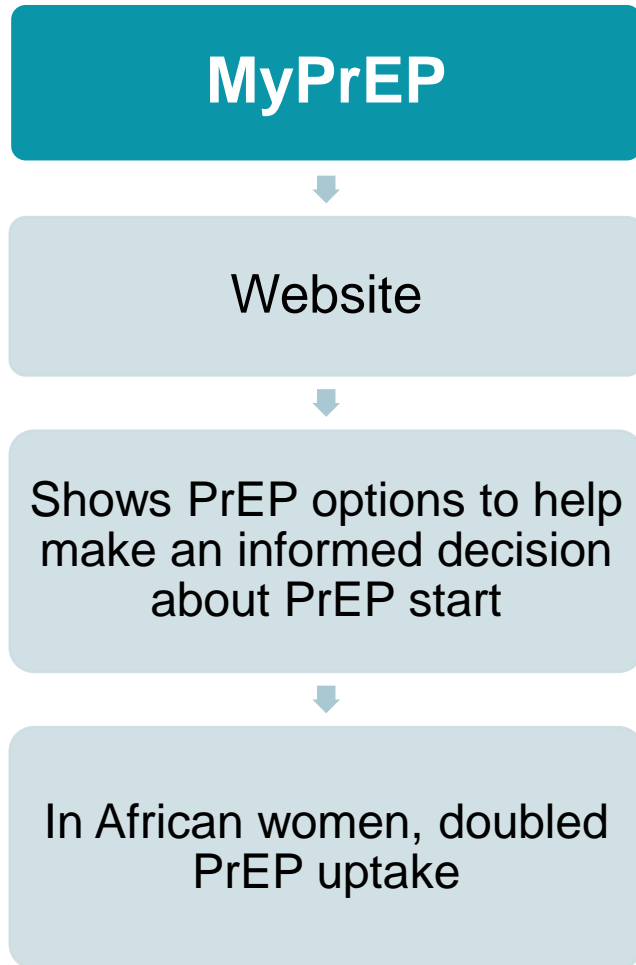 MyPrEP
Website
Shows PrEP options to help
make an informed decision
about PrEP start
In African women, doubled
PrEP uptake